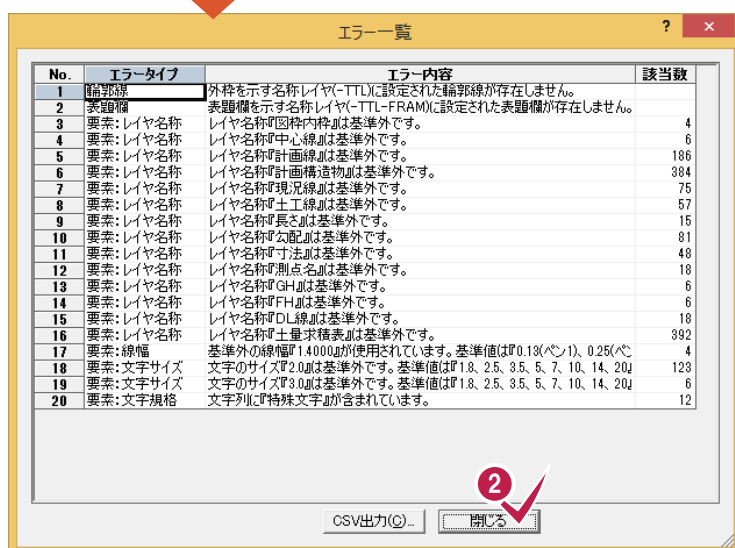 エラー一覧
? ×
No. エラータイプ エラー内容 該当数
1 輪郭線 外枠を示す名称レイヤ(-TTL)に設定された輪郭線が存在しません。
2 表題欄 表題欄を示す名称レイヤ(-TTL-FRAM)に設定された表題欄が存在しません。
3 要素:レイヤ名称 レイヤ名称『図枠内枠』は基準外です。 4
4 要素:レイヤ名称 レイヤ名称『中心線』は基準外です。 6
5 要素:レイヤ名称 レイヤ名称『計画線』は基準外です。 186
6 要素:レイヤ名称 レイヤ名称『計画構造物』は基準外です。 384
7 要素:レイヤ名称 レイヤ名称『現況線』は基準外です。 75
8 要素:レイヤ名称 レイヤ名称『土工線』は基準外です。 57
9 要素:レイヤ名称 レイヤ名称『長さ』は基準外です。 15
10 要素:レイヤ名称 レイヤ名称『勾配』は基準外です。 81
11 要素:レイヤ名称 レイヤ名称『寸法』は基準外です。 48
12 要素:レイヤ名称 レイヤ名称『測点名』は基準外です。 18
13 要素:レイヤ名称 レイヤ名称『GH』は基準外です。 6
14 要素:レイヤ名称 レイヤ名称『FH』は基準外です。 6
15 要素:レイヤ名称 レイヤ名称『DL線』は基準外です。 18
16 要素:レイヤ名称 レイヤ名称『土量求積表』は基準外です。 392
17 要素:線幅 基準外の線幅『1.4000』が使用されています。基準値は『0.13(ペン1)、0.25(ペン 4
18 要素:文字サイズ 文字のサイズ『2.0』は基準外です。基準値は『1.8、2.5、3.5、5、7、10、14、20』 123
19 要素:文字サイズ 文字のサイズ『3.0』は基準外です。基準値は『1.8、2.5、3.5、5、7、10、14、20』 6
20 要素:文字規格 文字列に『特殊文字』が含まれています。 12
2
CSV出力(C)... 閉じる